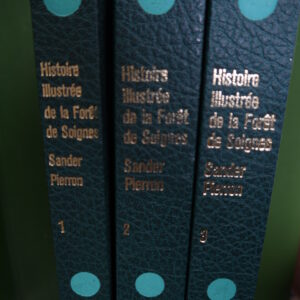 Histoire
Illustrée
de la Forêt
de Soignes
Sander
Pierron
1
Histoire
Illustrée
de la Forêt
de Soignes
Sander
Pierron
2
Histoire
Illustrée
de la Forêt
de Soignes
Sander
Pierron
3